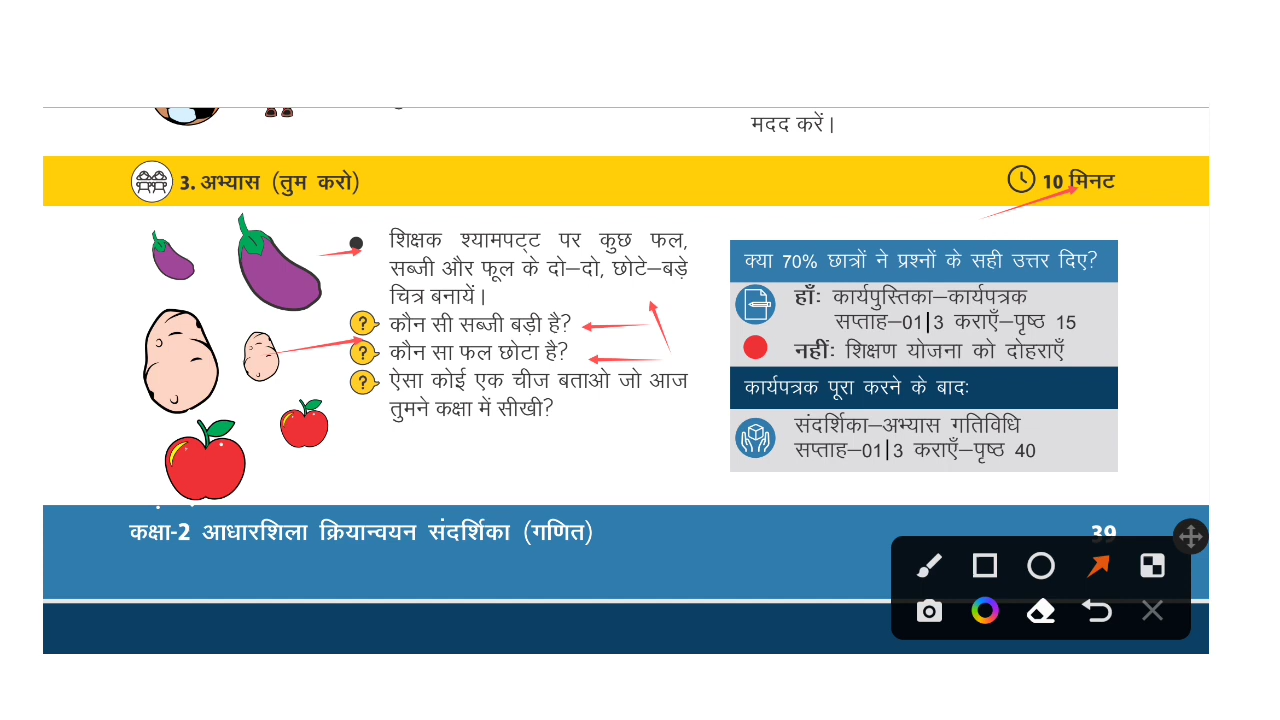 मदद करें।
3. अभ्यास (तुम करो)
10 मिनट
शिक्षक श्यामपट्ट पर कुछ फल,
सब्जी और फूल के दो–दो, छोटे–बड़े
चित्र बनायें।
कौन सी सब्जी बड़ी है?
कौन सा फल छोटा है?
ऐसा कोई एक चीज बताओ जो आज
तुमने कक्षा में सीखी?
क्या 70% छात्रों ने प्रश्नों के सही उत्तर दिए?
हाँः कार्यपुस्तिका–कार्यपत्रक
सप्ताह–01|3 कराएँ–पृष्ठ 15
नहींः शिक्षण योजना को दोहराएँ
कार्यपत्रक पूरा करने के बादः
संदर्शिका–अभ्यास गतिविधि
सप्ताह–01|3 कराएँ–पृष्ठ 40
कक्षा-2 आधारशिला क्रियान्वयन संदर्शिका (गणित)
39